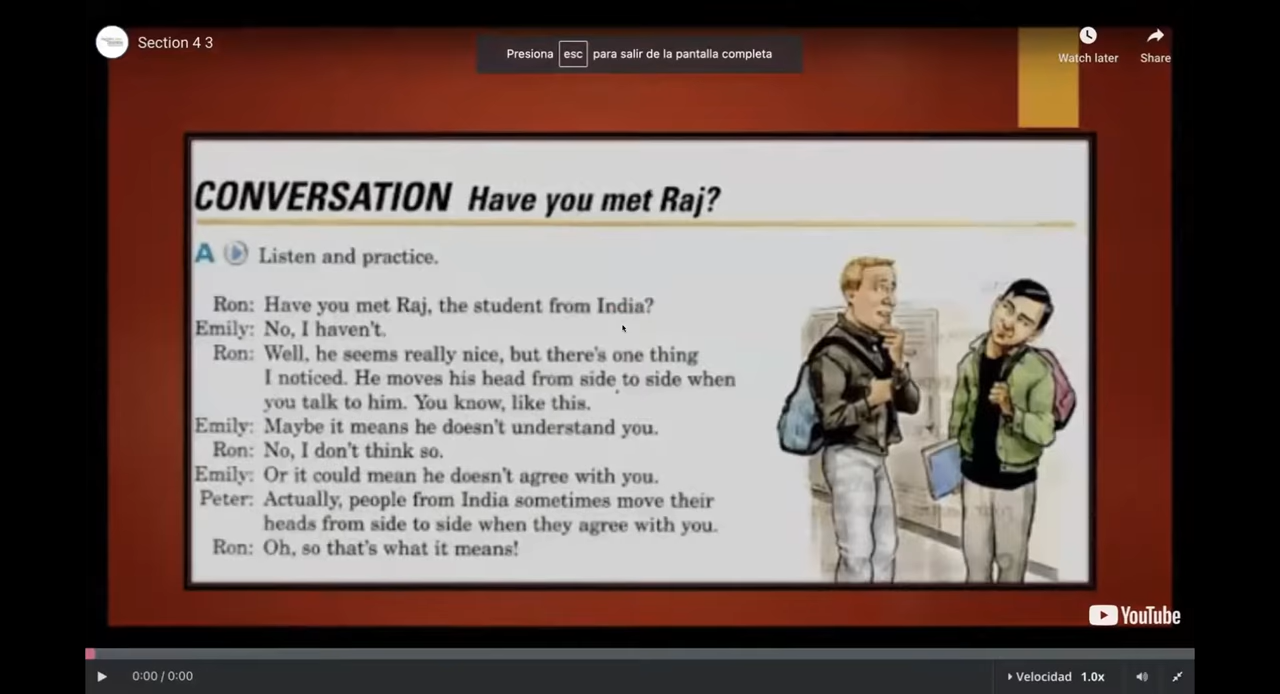 Section 4 3
Presiona esc para salir de la pantalla completa
Watch later
Share
CONVERSATION Have you met Raj?
A Listen and practice.
Ron: Have you met Raj, the student from India?
Emily: No, I haven't.
Ron: Well, he seems really nice, but there's one thing
I noticed. He moves his head from side to side when
you talk to him. You know, like this.
Emily: Maybe it means he doesn't understand you.
Ron: No, I don't think so.
Emily: Or it could mean he doesn't agree with you.
Peter: Actually, people from India sometimes move their
heads from side to side when they agree with you.
Ron: Oh, so that's what it means!
YouTube
0:00 / 0:00
Velocidad 1.0x